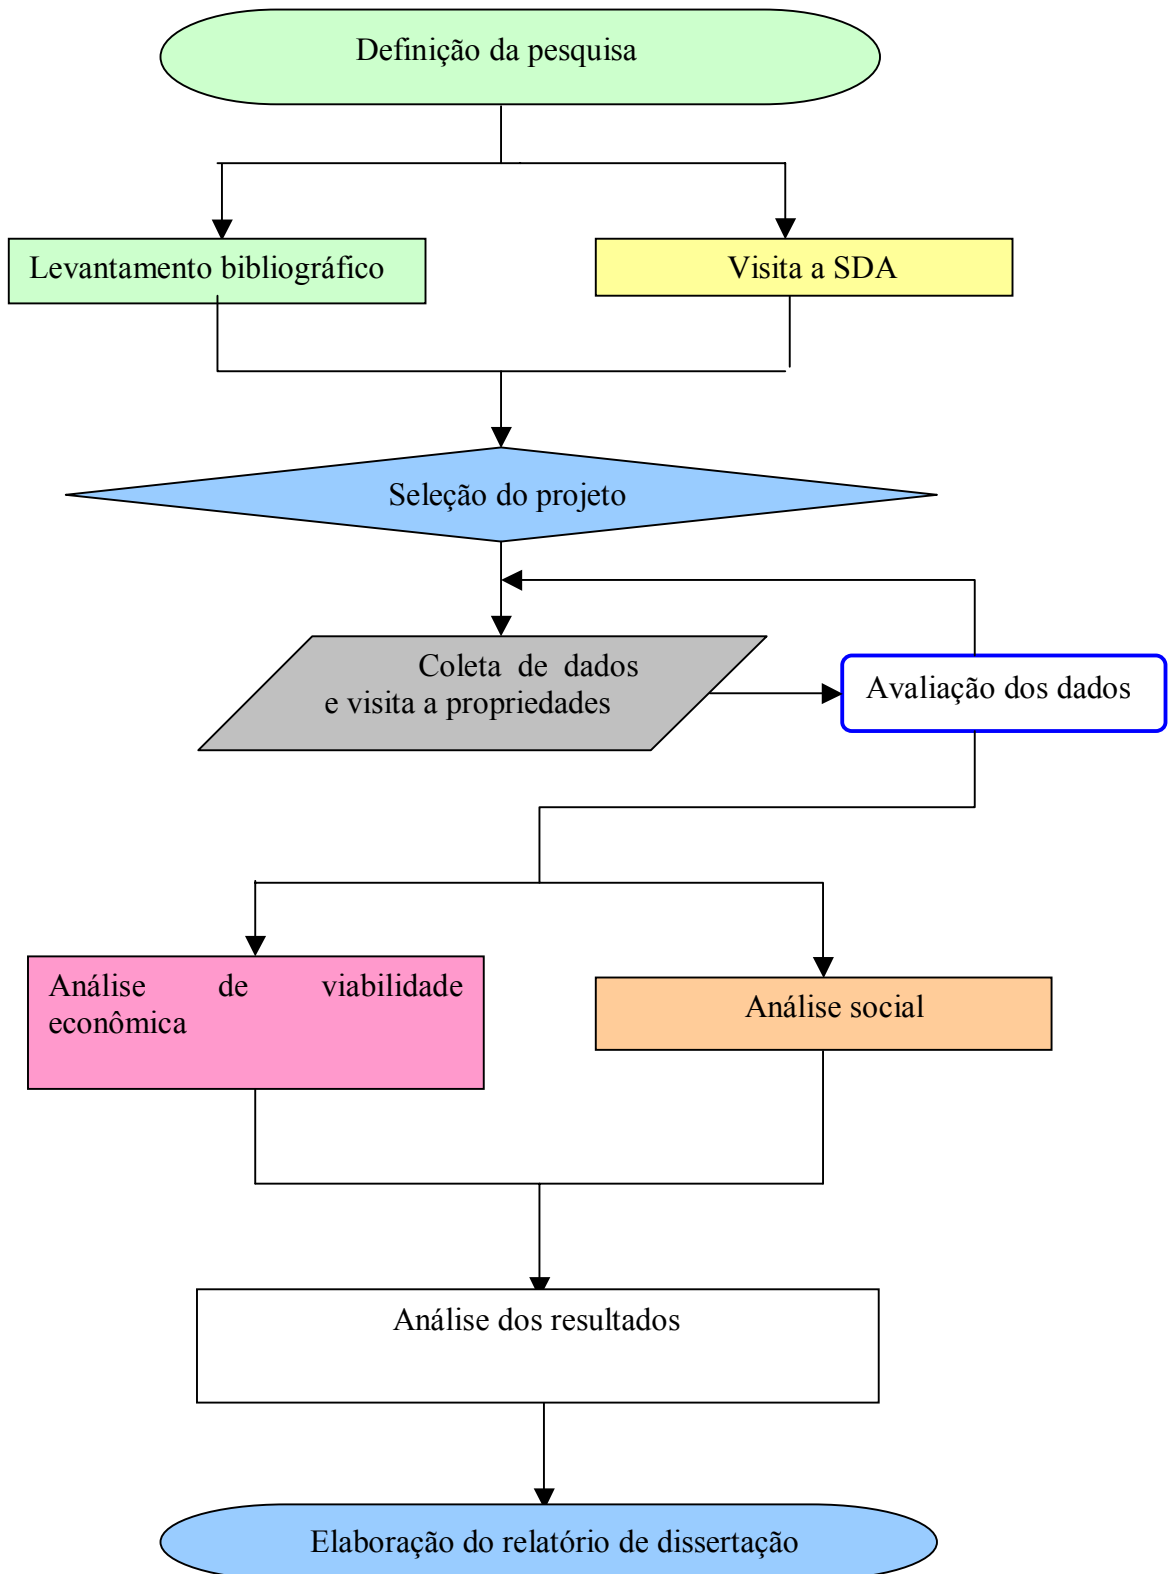 Definição da pesquisa
Levantamento bibliográfico
Visita a SDA
Seleção do projeto
Coleta de dados
e visita a propriedades
Avaliação dos dados
Análise de viabilidade
econômica
Análise social
Análise dos resultados
Elaboração do relatório de dissertação